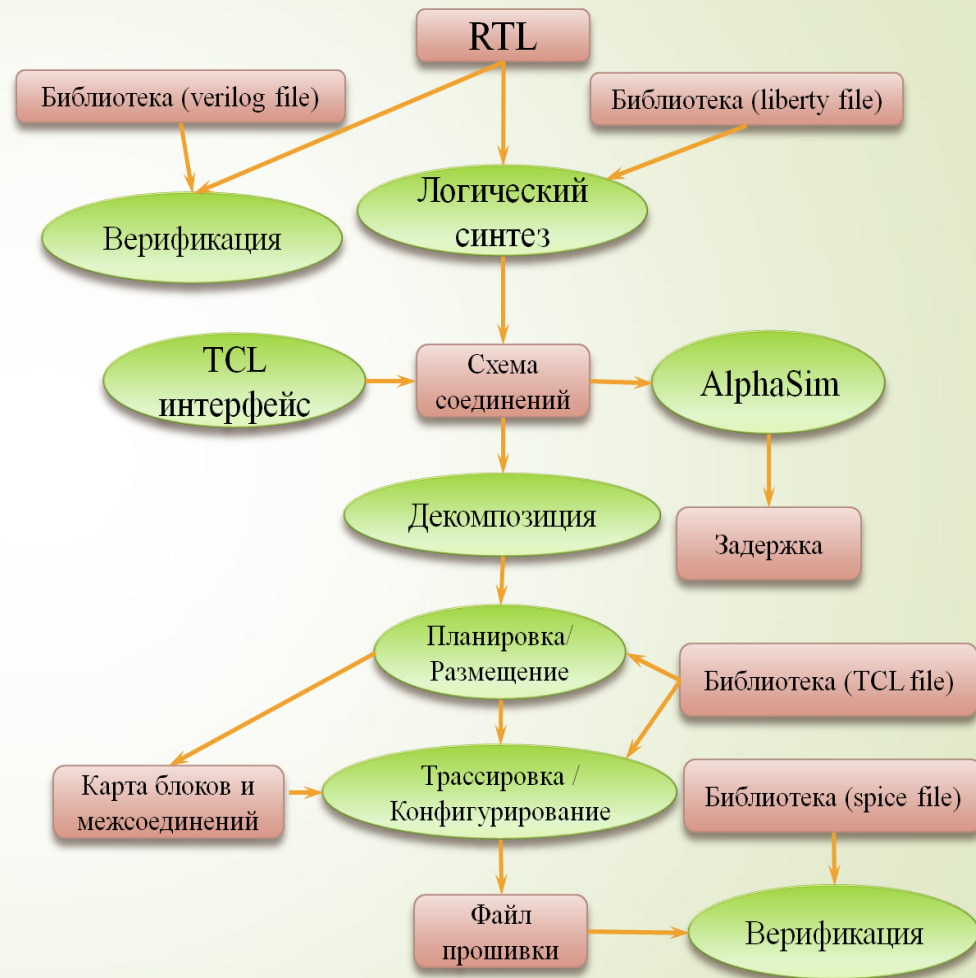 RTL
Библиотека (verilog file)
Библиотека (liberty file)
Верификация
Логический
синтез
TCL
интерфейс
Схема
соединений
AlphaSim
Декомпозиция
Задержка
Планировка/
Размещение
Библиотека (TCL file)
Карта блоков и
межсоединений
Трассировка /
Конфигурирование
Библиотека (spice file)
Файл
прошивки
Верификация